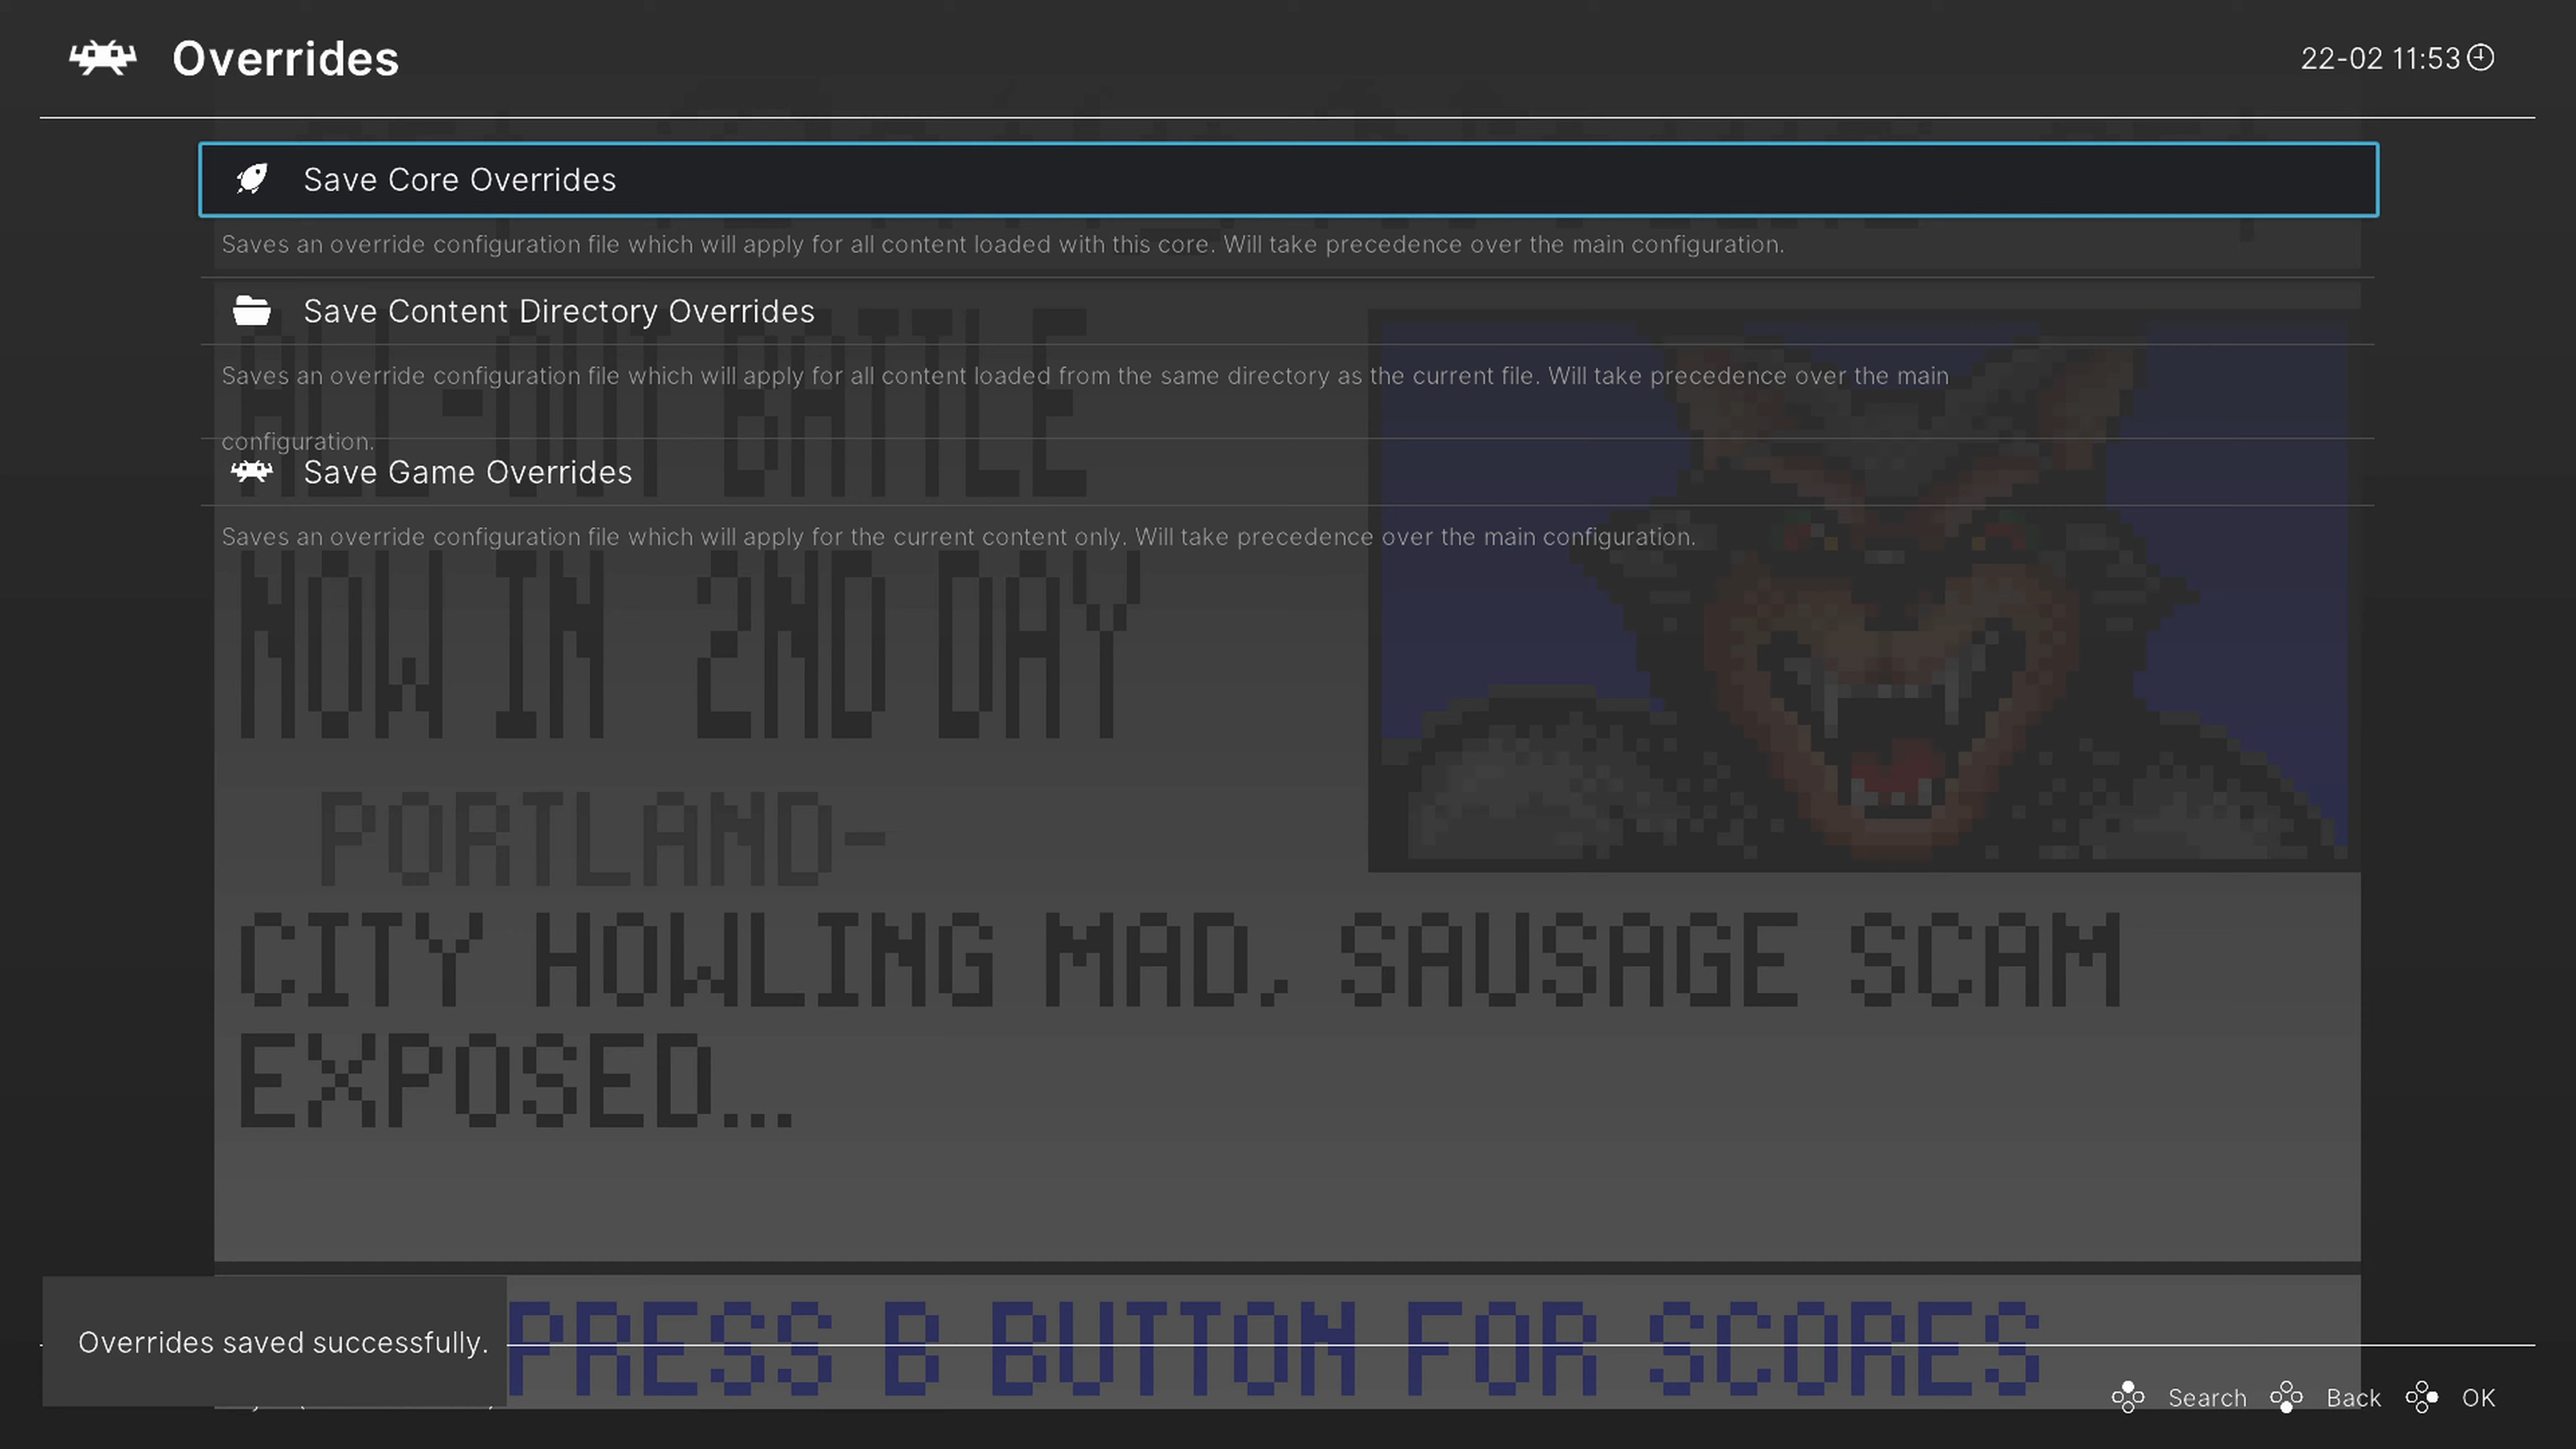 Overrides
22-02 11:53
Save Core Overrides
Saves an override configuration file which will apply for all content loaded with this core. Will take precedence over the main configuration.
Save Content Directory Overrides
ALL-OUT BATTLE
Saves an override configuration file which will apply for all content loaded from the same directory as the current file. Will take precedence over the main
configuration.
Save Game Overrides
Saves an override configuration file which will apply for the current content only. Will take precedence over the main configuration.
NOW IN 2ND DAY
PORTLAND-
CITY HOWLING MAD, SAUSAGE SCAM
EXPOSED...
PRESS B BUTTON FOR SCORES
Overrides saved successfully.
Search Back OK